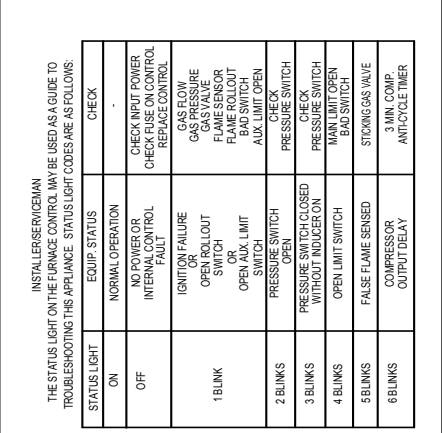 INSTALLER/SERVICEMAN
THE STATUS LIGHT ON THE FURNACE CONTROL MAY BE USED AS A GUIDE TO
TROUBLESHOOTING THIS APPLIANCE. STATUS LIGHT CODES ARE AS FOLLOWS:
STATUS LIGHT EQUIP. STATUS CHECK
ON NORMAL OPERATION -
OFF
NO POWER OR
INTERNAL CONTROL
FAULT
CHECK INPUT POWER
CHECK FUSE ON CONTROL
REPLACE CONTROL
1 BLINK
IGNITION FAILURE
OR
OPEN ROLLOUT
SWITCH
OR
OPEN AUX. LIMIT
SWITCH
GAS FLOW
GAS PRESSURE
GAS VALVE
FLAME SENSOR
FLAME ROLLOUT
BAD SWITCH
AUX. LIMIT OPEN
2 BLINKS
PRESSURE SWITCH
OPEN
CHECK
PRESSURE SWITCH
3 BLINKS
PRESSURE SWITCH CLOSED
WITHOUT INDUCER ON
CHECK
PRESSURE SWITCH
4 BLINKS
OPEN LIMIT SWITCH
MAIN LIMIT OPEN
BAD SWITCH
5 BLINKS
FALSE FLAME SENSED
STICKING GAS VALVE
6 BLINKS
COMPRESSOR
OUTPUT DELAY
3 MIN. COMP.
ANTI-CYCLE TIMER